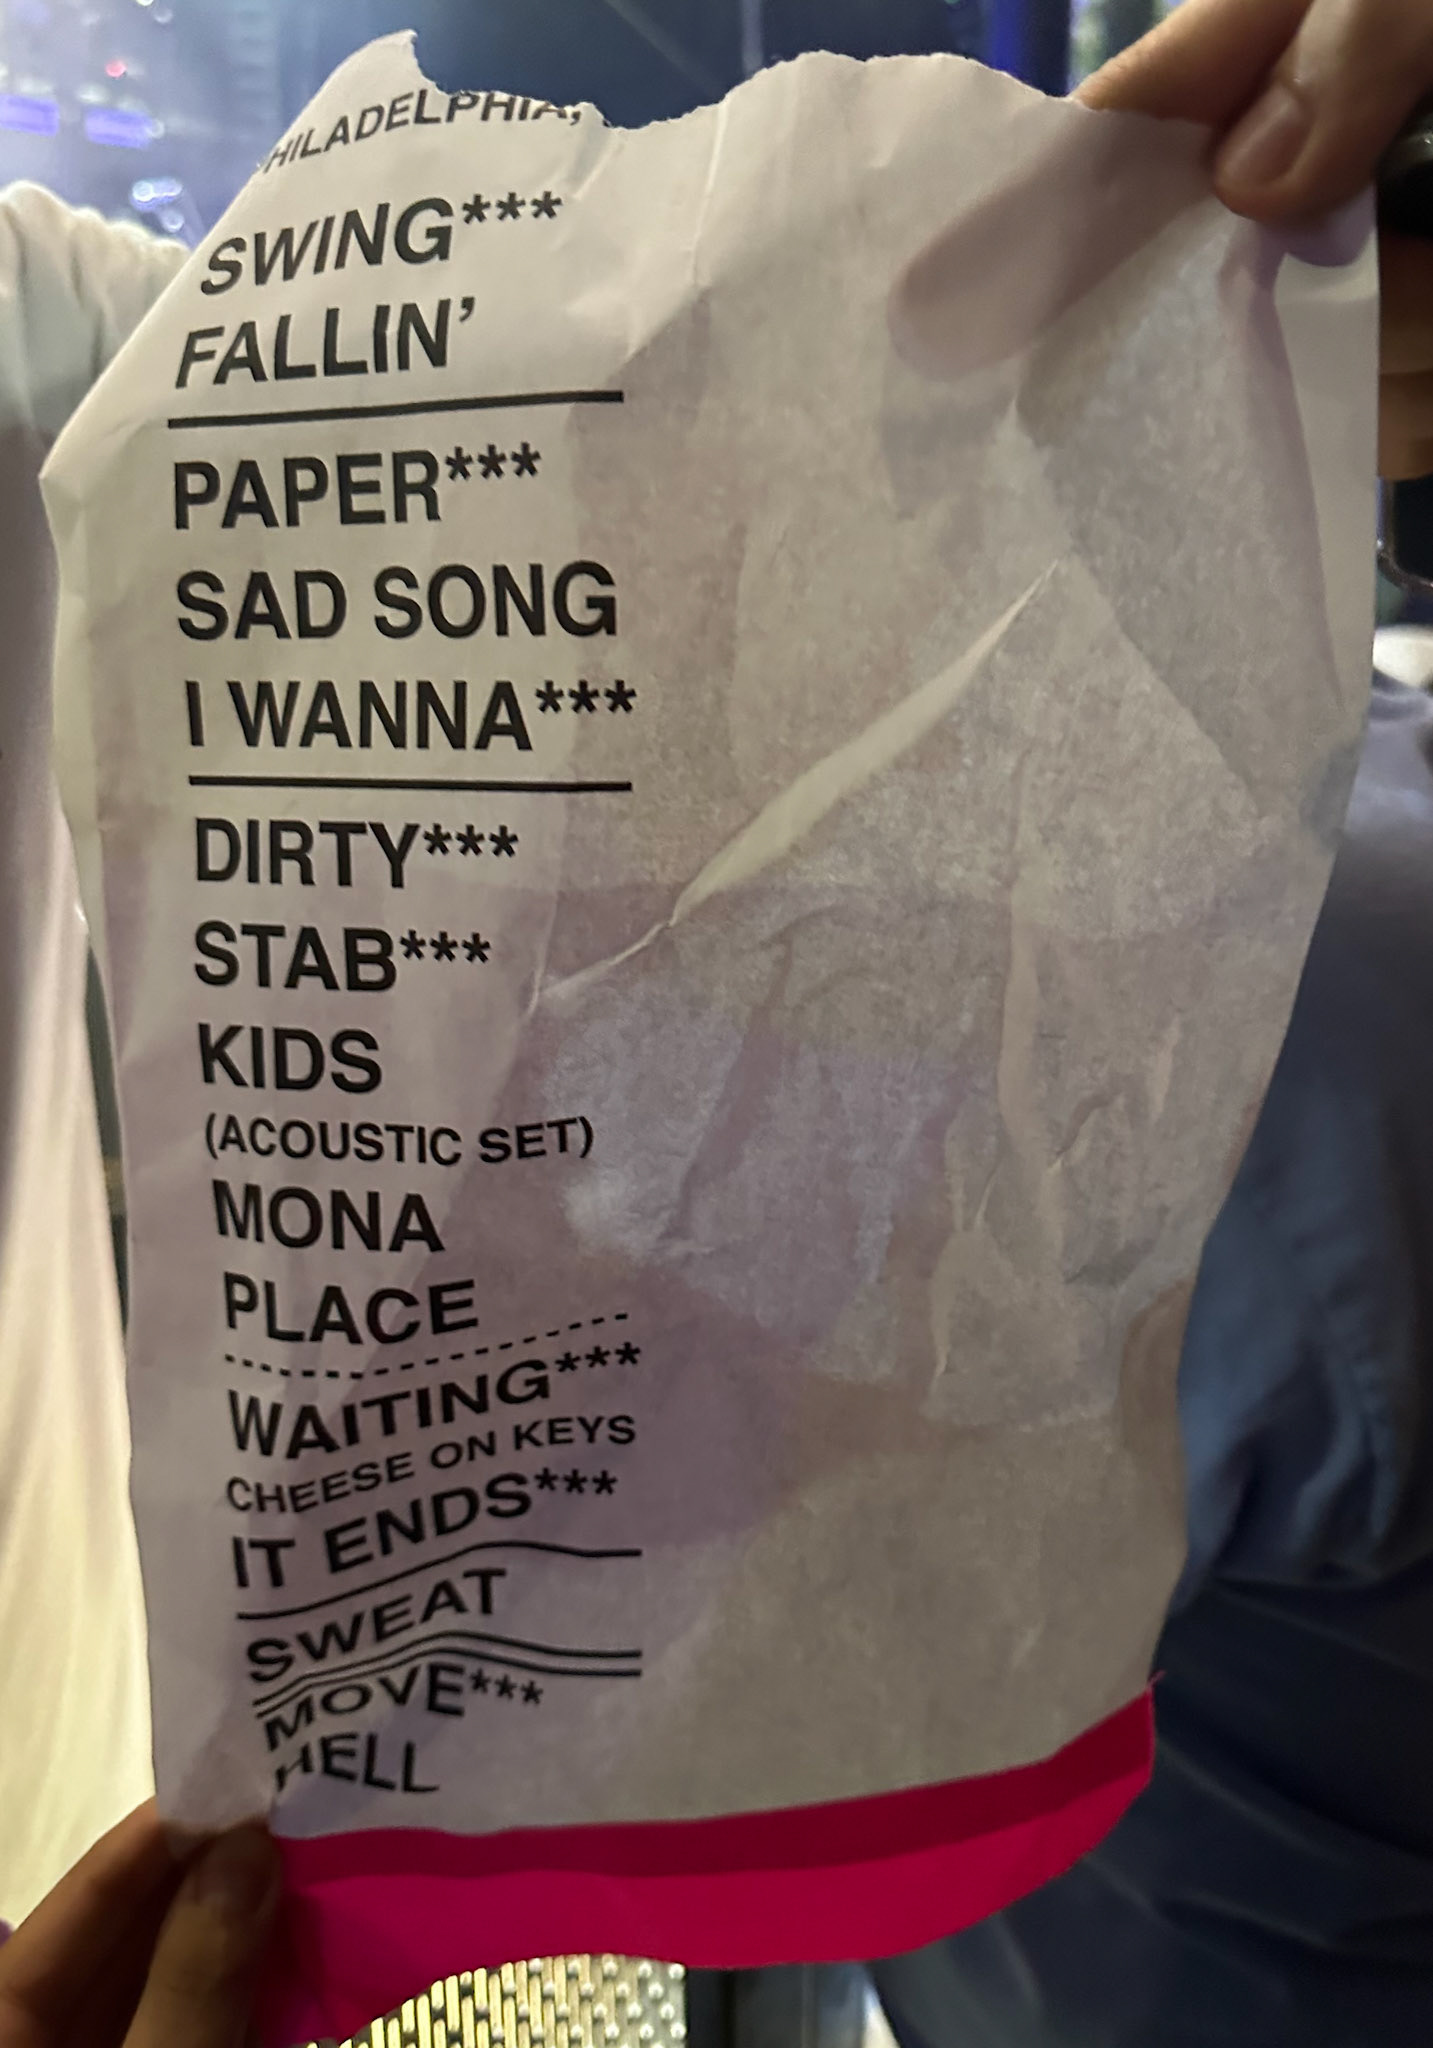 PHILADELPHIA,
SWING***
FALLIN’
PAPER***
SAD SONG
I WANNA***
DIRTY***
STAB***
KIDS
(ACOUSTIC SET)
MONA
PLACE
WAITING***
CHEESE ON KEYS
IT ENDS***
SWEAT
MOVE***
HELL